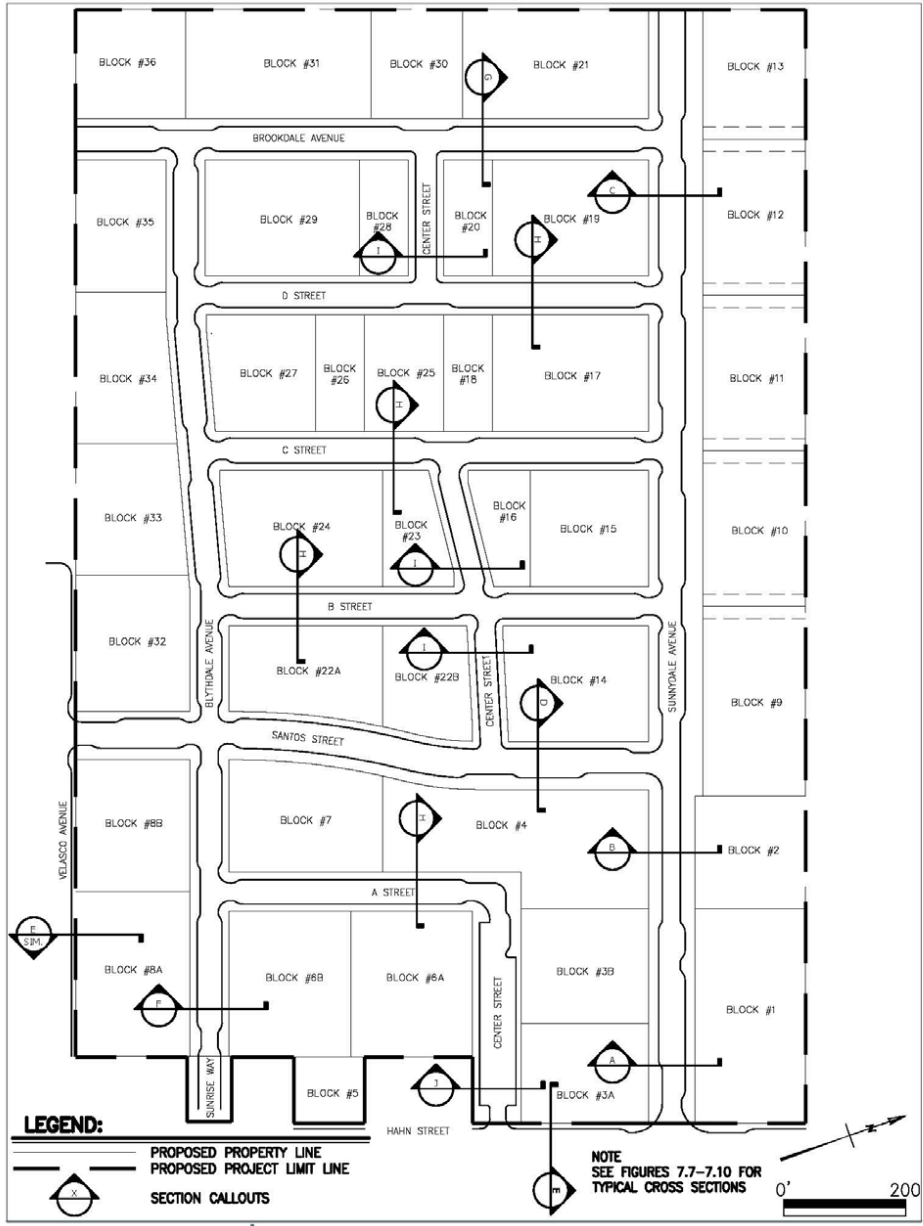 BLOCK #36
BLOCK #31
BLOCK #30
BLOCK #21
BLOCK #13
G
BROOKDALE AVENUE
BLOCK #35
BLOCK #29
BLOCK
#28
CENTER STREET
BLOCK
#20
BLOCK #19
C
BLOCK #12
H
I
D STREET
BLOCK #34
BLOCK #27
BLOCK
#26
BLOCK #25
BLOCK
#18
BLOCK #17
BLOCK #11
H
C STREET
BLOCK #33
BLOCK #24
BLOCK
#23
BLOCK
#16
BLOCK #15
BLOCK #10
H
I
B STREET
BLOCK #32
BLYTHDALE AVENUE
BLOCK #22A
BLOCK #22B
I
CENTER STREET
BLOCK #14
SUNNYDALE AVENUE
BLOCK #9
D
SANTOS STREET
VELASCO AVENUE
BLOCK #8B
BLOCK #7
H
BLOCK #4
B
BLOCK #2
A STREET
F
SIM.
BLOCK #8A
F
BLOCK #6B
BLOCK #6A
CENTER STREET
BLOCK #3B
BLOCK #1
A
SUNRISE WAY
BLOCK #5
J
BLOCK #3A
HAHN STREET
E
LEGEND:
PROPOSED PROPERTY LINE
PROPOSED PROJECT LIMIT LINE
X
SECTION CALLOUTS
NOTE
SEE FIGURES 7.7-7.10 FOR
TYPICAL CROSS SECTIONS
N
0'
200